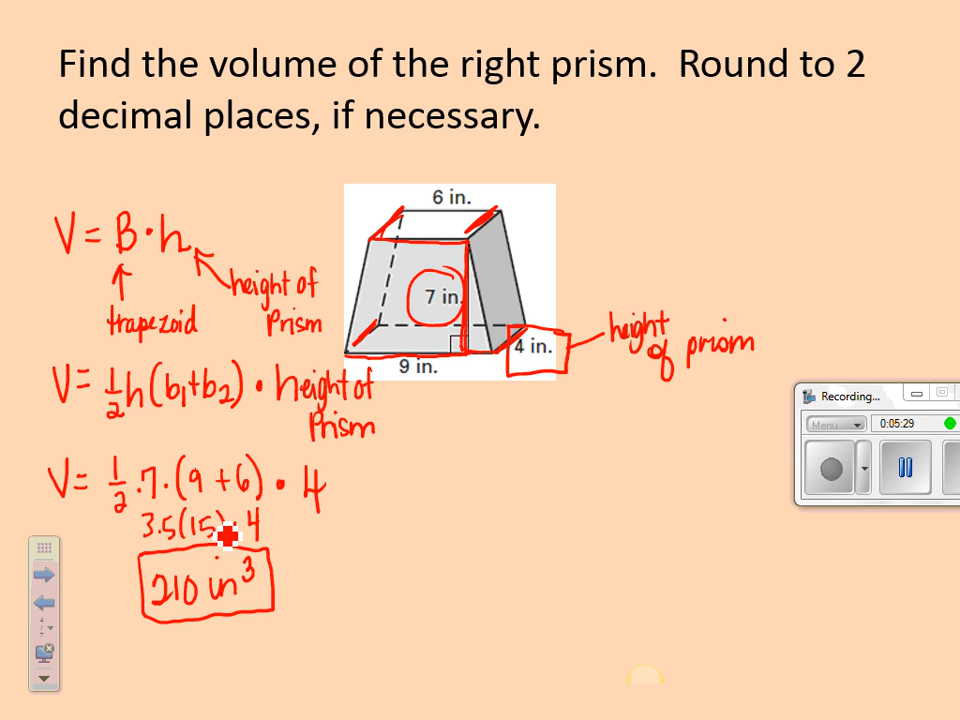 Find the volume of the right prism. Round to 2
decimal places, if necessary.
V = B · h
trapezoid
height of
Prism
6 in.
7 in.
9 in.
4 in.
height
of prism
V = 1/2 h (b1 + b2) · height of
Prism
V = 1/2 · 7 · (9 + 6) · 4
3.5(15) · 4
210 in³
Recording...
Menu
0:05:29